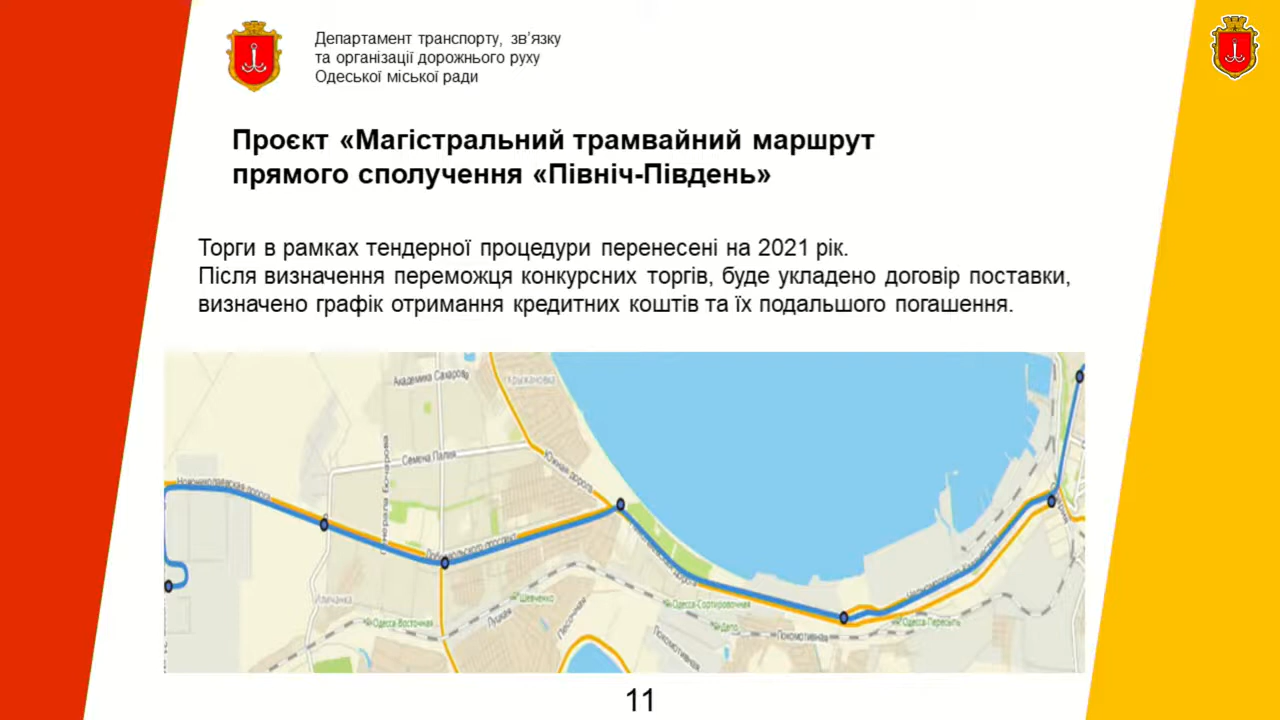 Департамент транспорту, зв'язку
та організації дорожнього руху
Одеської міської ради
Проєкт «Магістральний трамвайний маршрут
прямого сполучення «Північ-Південь»
Торги в рамках тендерної процедури перенесені на 2021 рік.
Після визначення переможця конкурсних торгів, буде укладено договір поставки,
визначено графік отримання кредитних коштів та їх подальшого погашення.
Академика Сахарова
Крыжановка
Семена Палия
Южная дорога
Генерала Бочарова
Шевченко
Луцкая
Одесса-Восточная
Одесса-Сортировочная
Депо
Локомотивная
Локомотивная
Одесса-Пересыпь
11